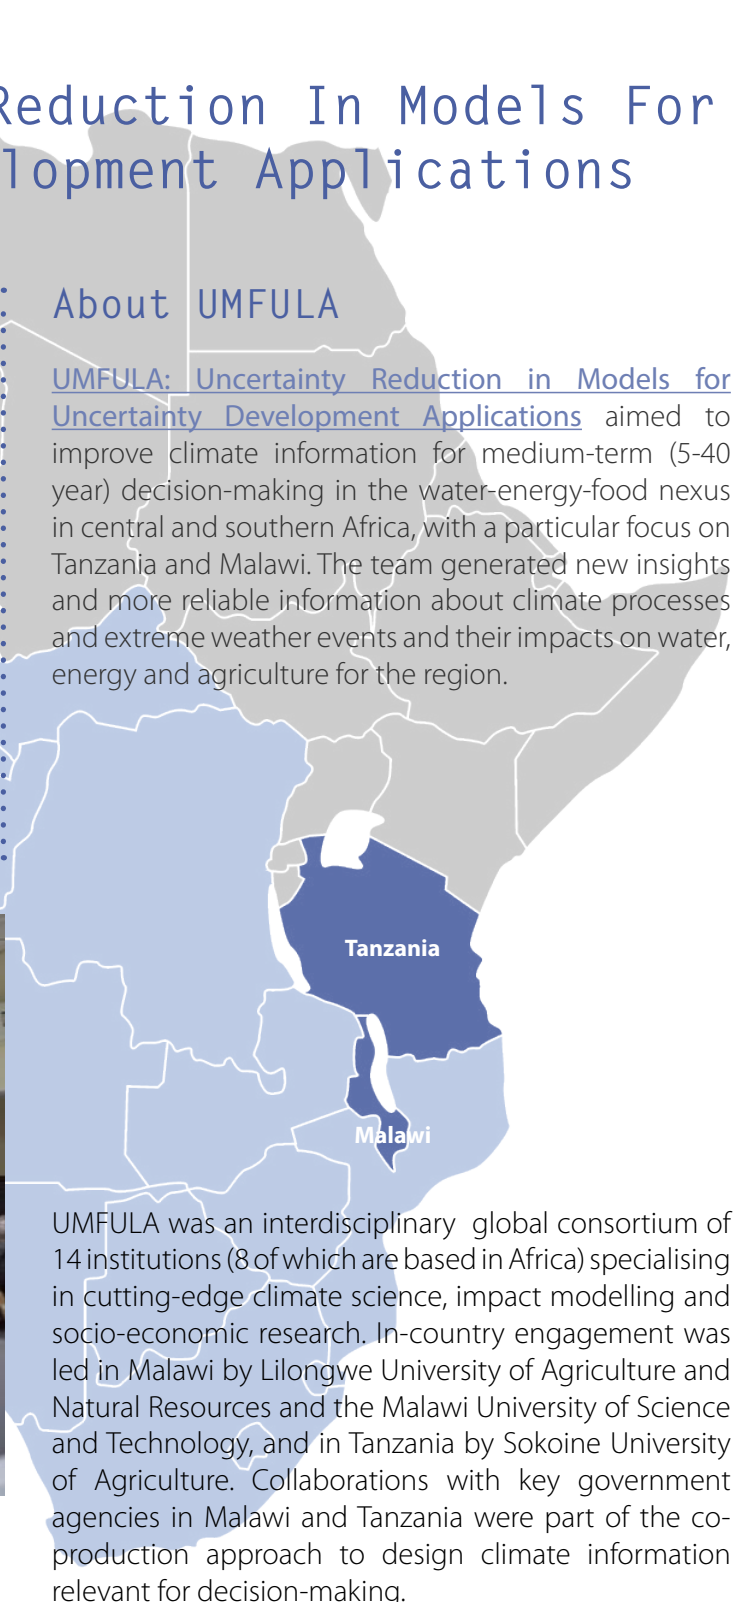 Reduction In Models For
lopment Applications
About UMFULA
UMFULA: Uncertainty Reduction in Models for
Uncertainty Development Applications aimed to
improve climate information for medium-term (5-40
year) decision-making in the water-energy-food nexus
in central and southern Africa, with a particular focus on
Tanzania and Malawi. The team generated new insights
and more reliable information about climate processes
and extreme weather events and their impacts on water,
energy and agriculture for the region.
Tanzania
Malawi
UMFULA was an interdisciplinary global consortium of
14 institutions (8 of which are based in Africa) specialising
in cutting-edge climate science, impact modelling and
socio-economic research. In-country engagement was
led in Malawi by Lilongwe University of Agriculture and
Natural Resources and the Malawi University of Science
and Technology, and in Tanzania by Sokoine University
of Agriculture. Collaborations with key government
agencies in Malawi and Tanzania were part of the co-
production approach to design climate information
relevant for decision-making.